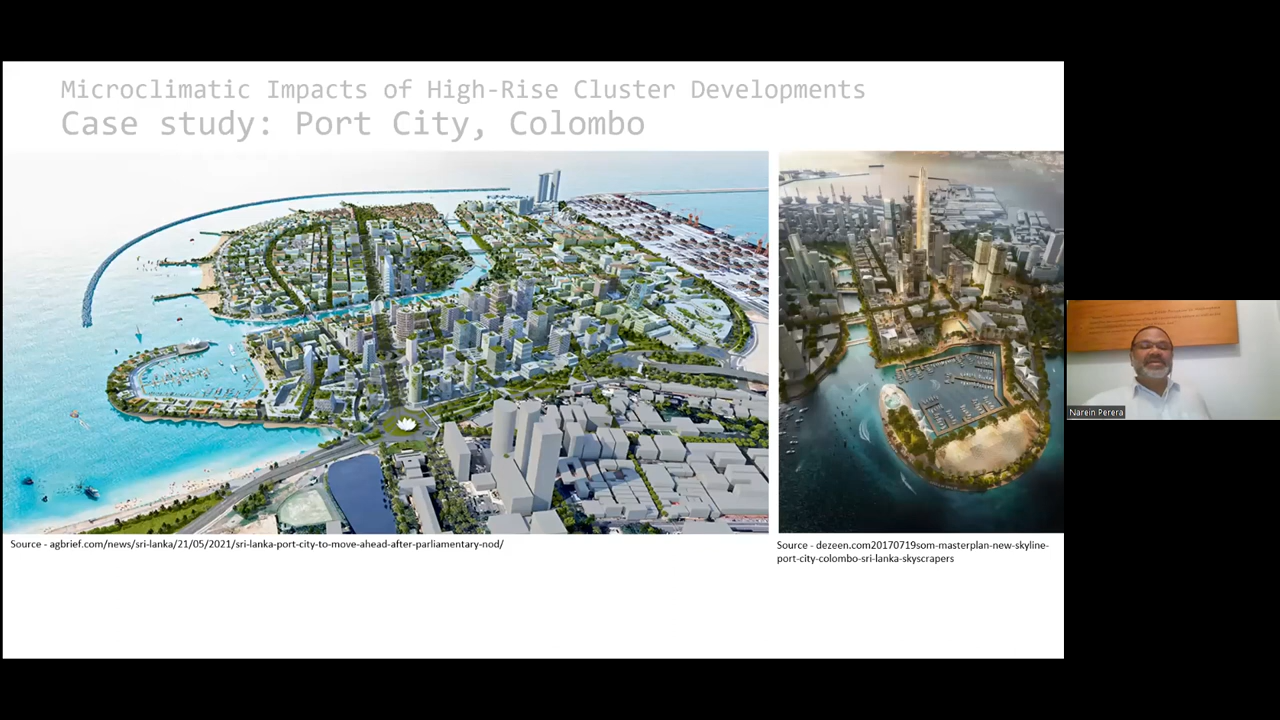 Microclimatic Impacts of High-Rise Cluster Developments
Case study: Port City, Colombo
Source - agbrief.com/news/sri-lanka/21/05/2021/sri-lanka-port-city-to-move-ahead-after-parliamentary-nod/
Source - dezeen.com20170719som-masterplan-new-skyline-
port-city-colombo-sri-lanka-skyscrapers
Narein Perera